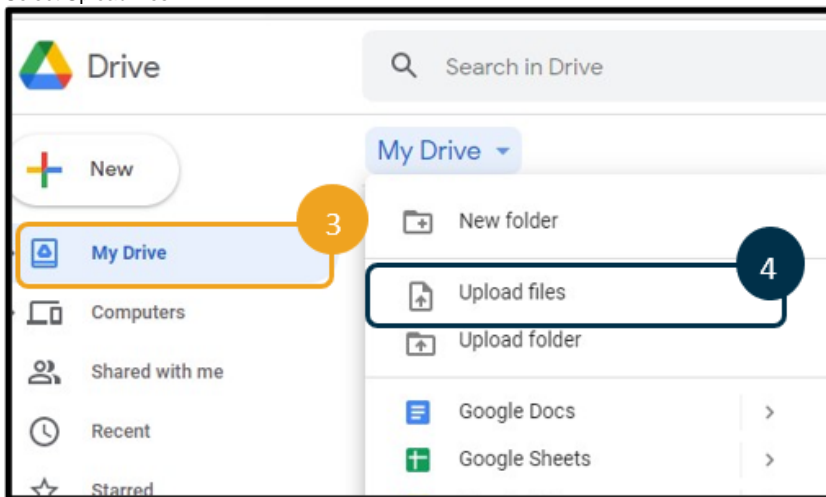 Drive
Search in Drive
New
My Drive
3
My Drive
Computers
Shared with me
Recent
Starred
New folder
4
Upload files
Upload folder
Google Docs
Google Sheets